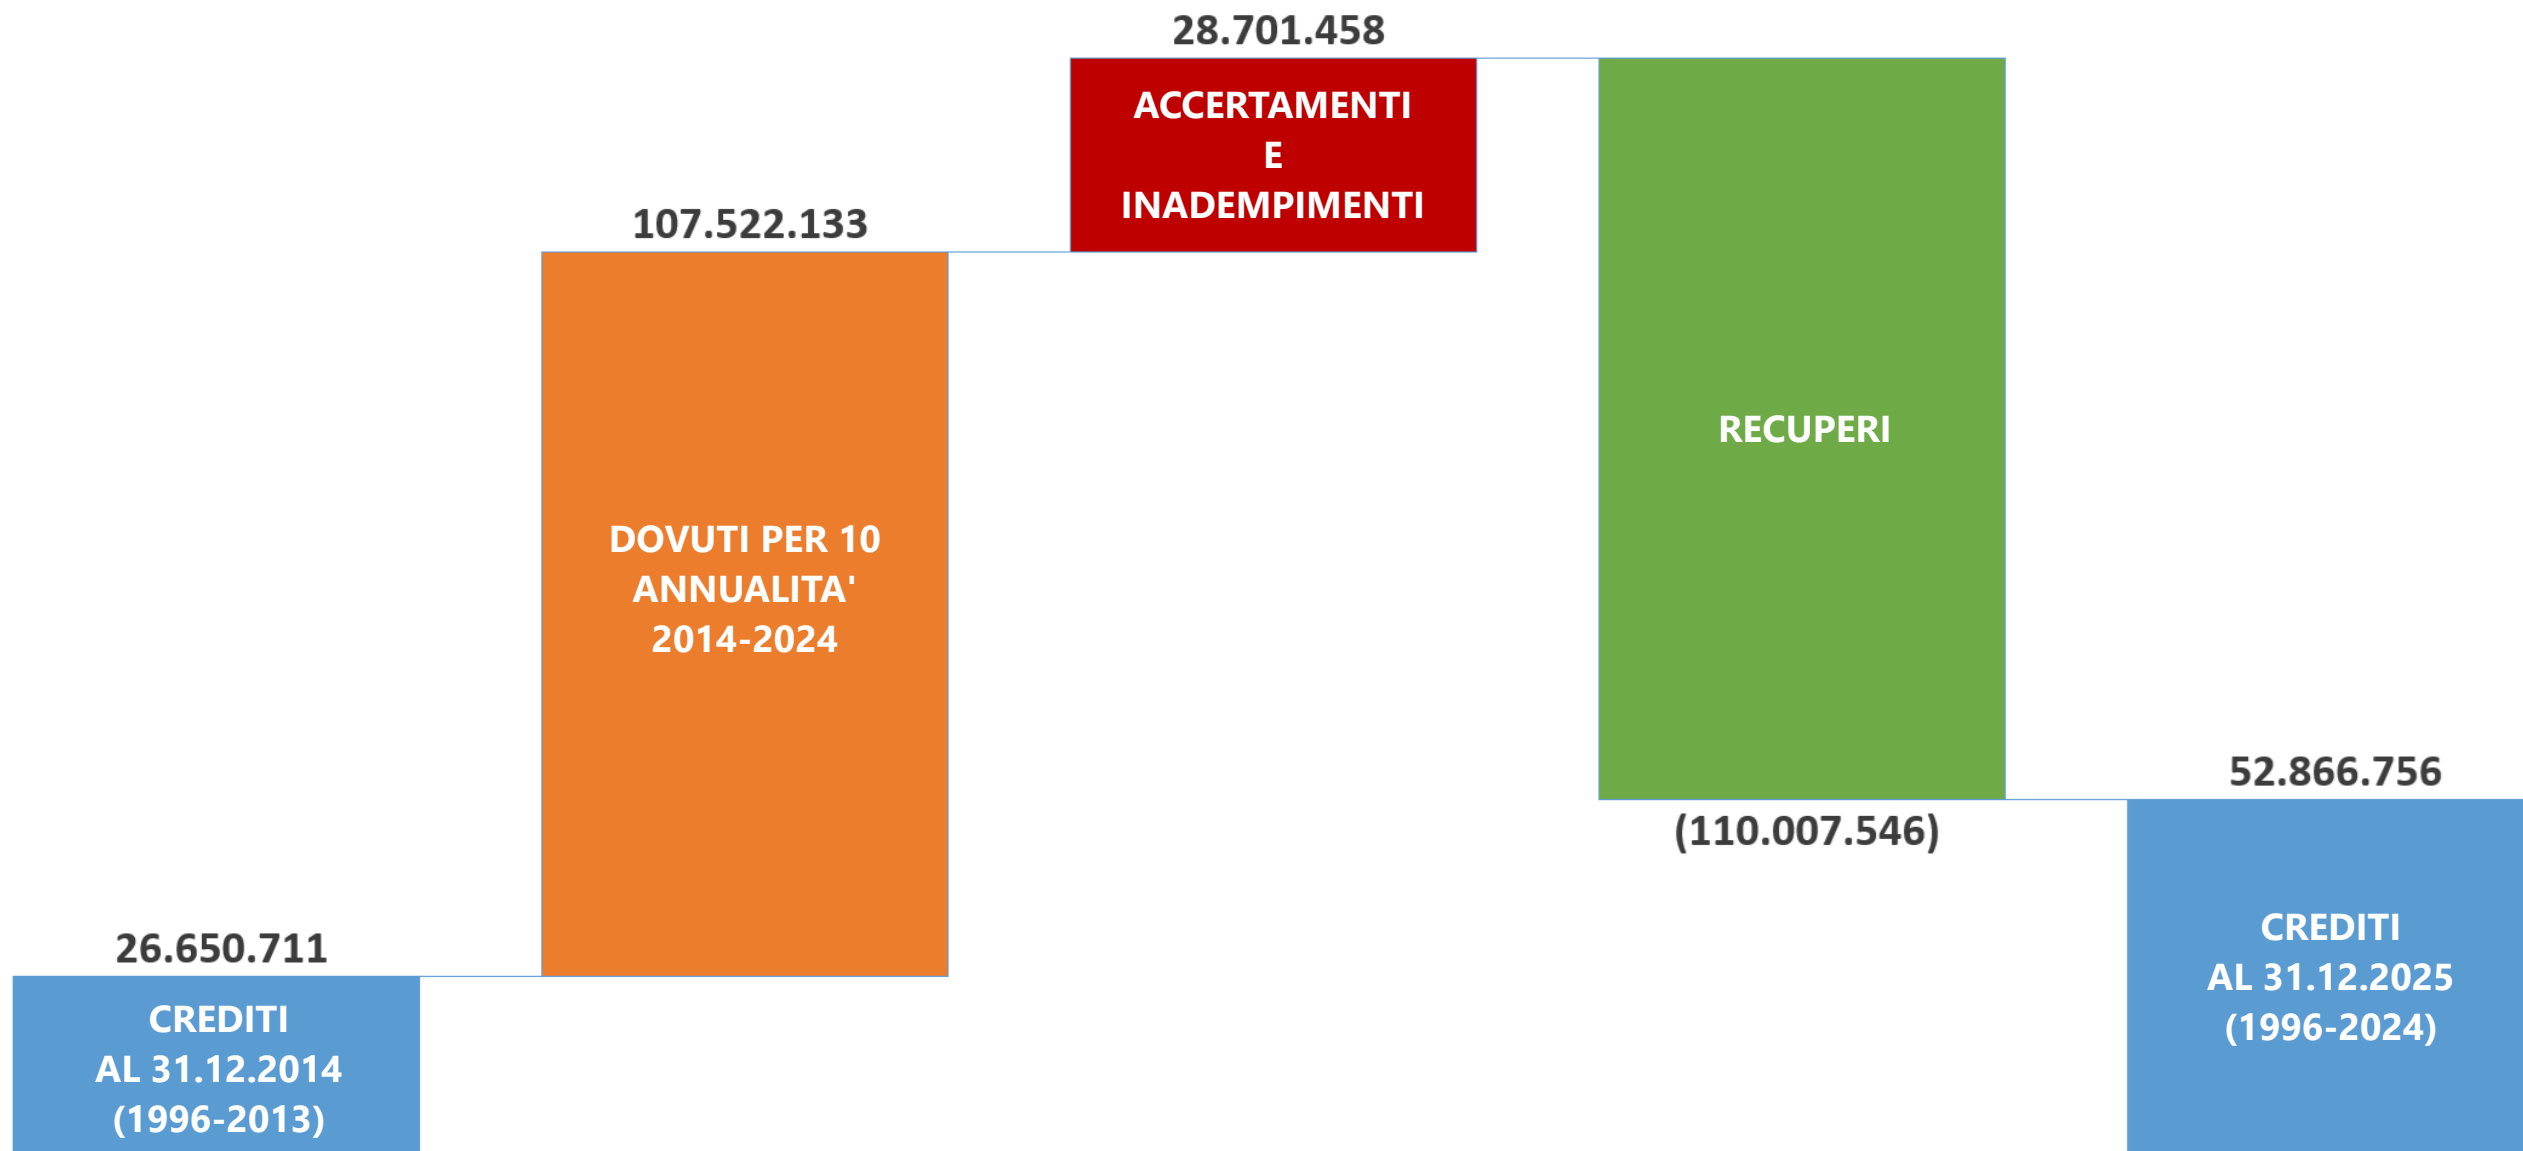 28.701.458
ACCERTAMENTI
E
INADEMPIMENTI
107.522.133
DOVUTI PER 10
ANNUALITA'
2014-2024
RECUPERI
(110.007.546)
26.650.711
CREDITI
AL 31.12.2014
(1996-2013)
52.866.756
CREDITI
AL 31.12.2025
(1996-2024)